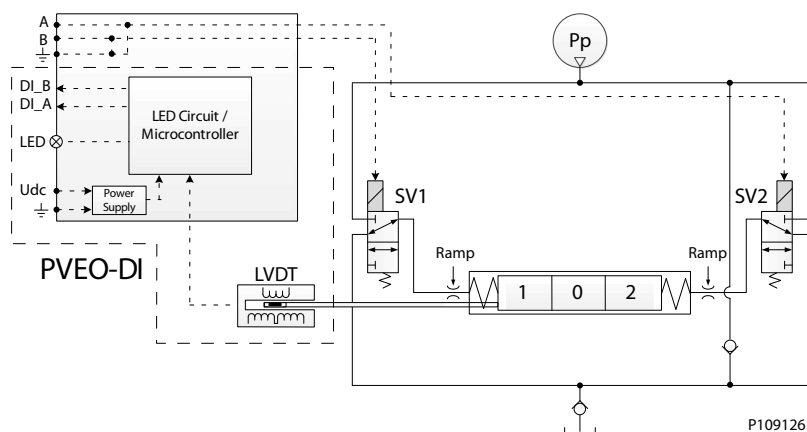 A
B
DI_B
DI_A
LED
Udc
LED Circuit /
Microcontroller
Power
Supply
PVEO-DI
LVDT
Pp
SV1
SV2
Ramp
Ramp
1 0 2
P109126